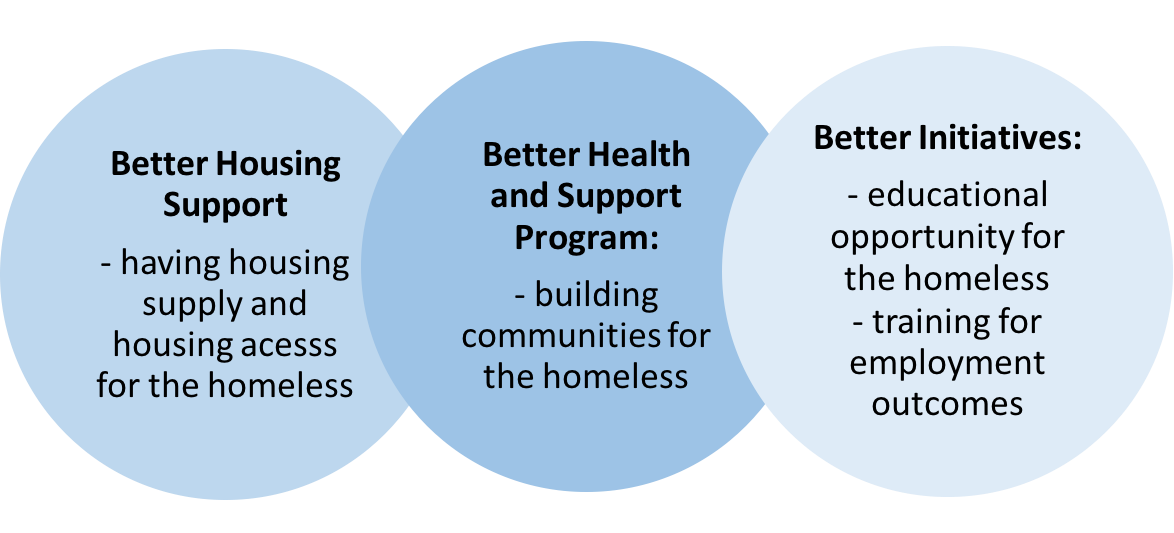 Better Housing
Support
- having housing
supply and
housing acesss
for the homeless
Better Health
and Support
Program:
- building
communities for
the homeless
Better Initiatives:
- educational
opportunity for
the homeless
- training for
employment
outcomes